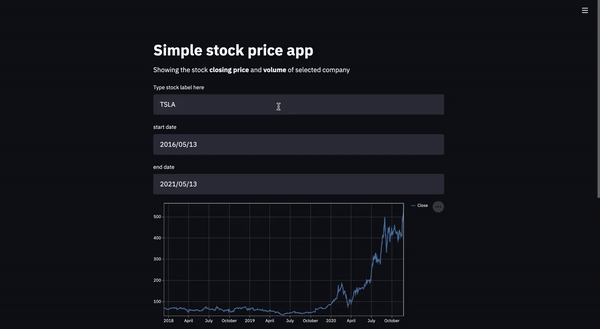 Simple stock price app
Showing the stock closing price and volume of selected company
Type stock label here
TSLA
start date
2016/05/13
end date
2021/05/13
Close
500
400
300
200
100
2018 April July October 2019 April July October 2020 April July October